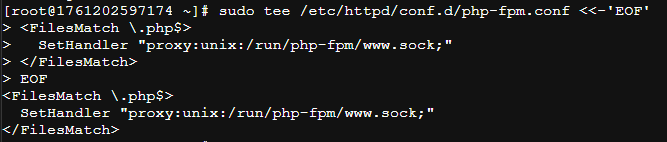 [root@1761202597174 ~]# sudo tee /etc/httpd/conf.d/php-fpm.conf <<-'EOF'
> <FilesMatch \.php$>
>   SetHandler "proxy:unix:/run/php-fpm/www.sock;"
> </FilesMatch>
> EOF
<FilesMatch \.php$>
  SetHandler "proxy:unix:/run/php-fpm/www.sock;"
</FilesMatch>